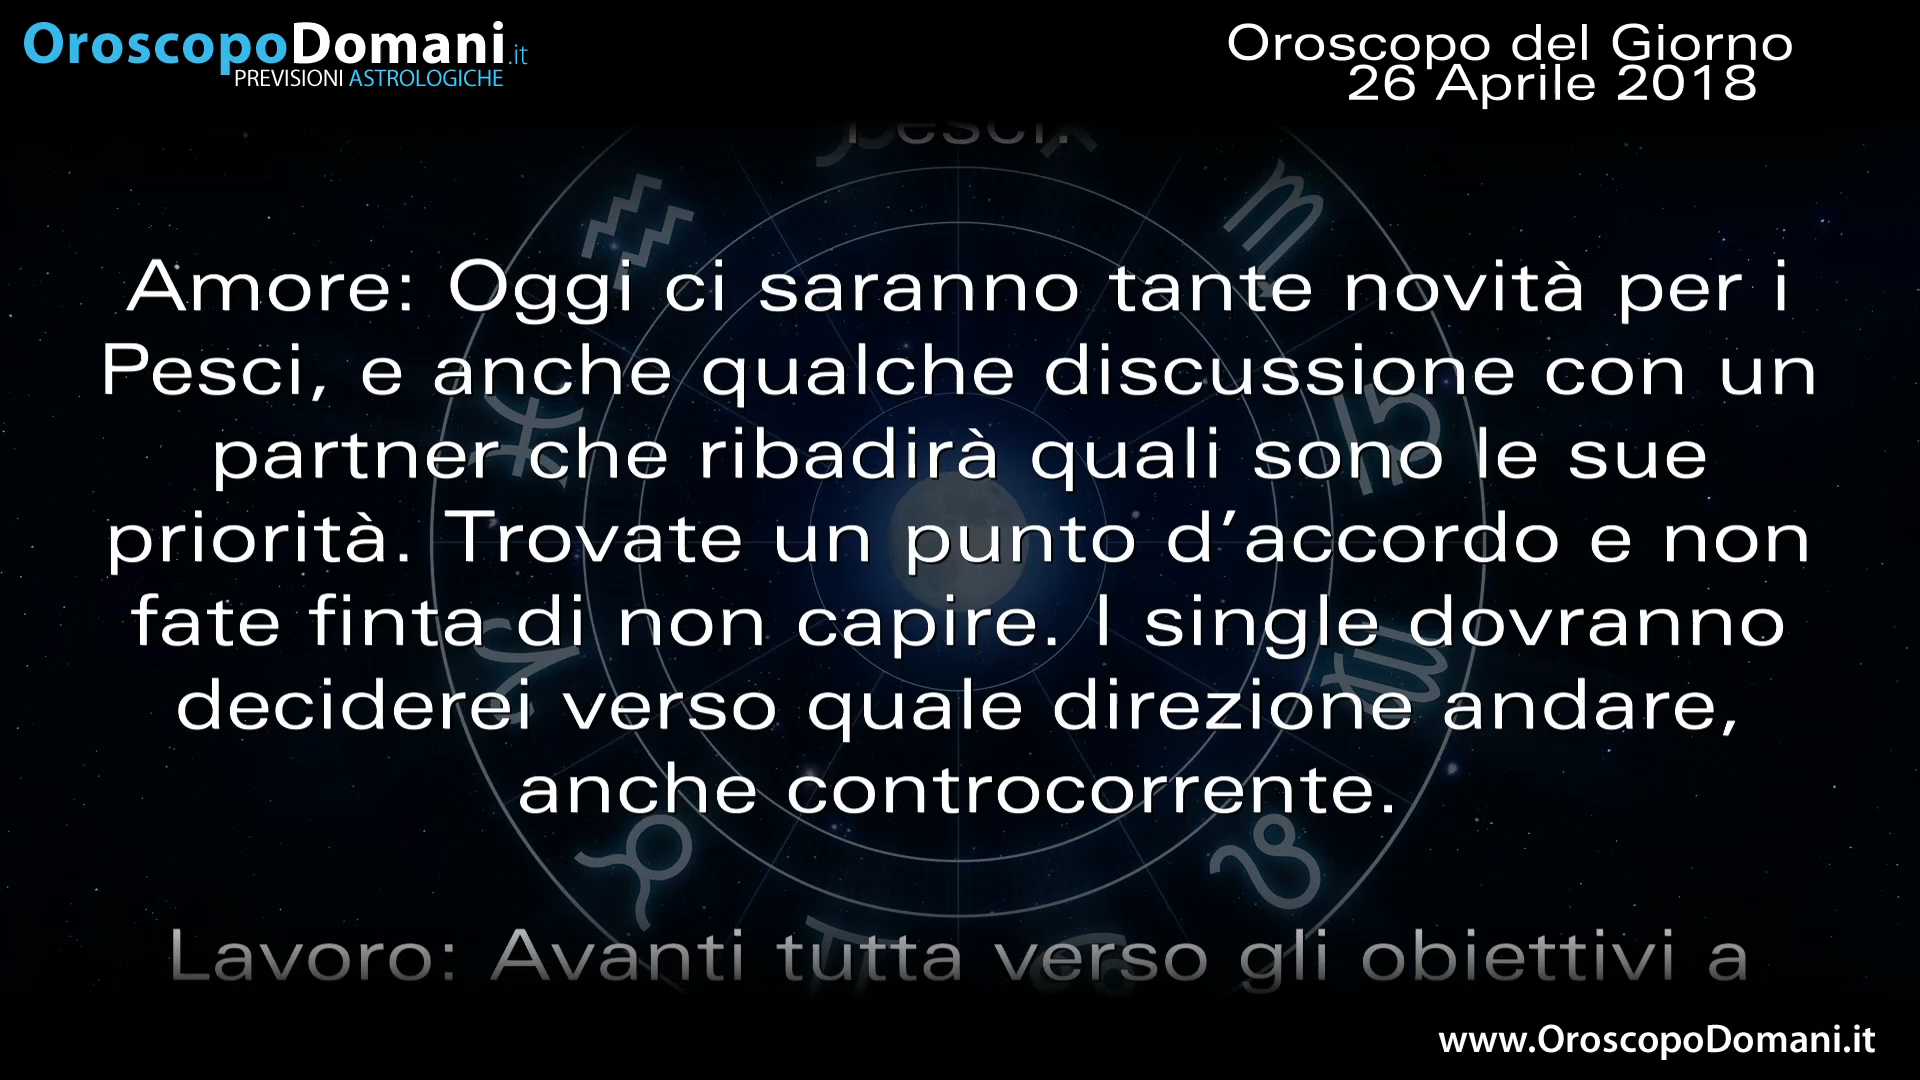 OroscopoDomani.it
PREVISIONI ASTROLOGICHE
Oroscopo del Giorno
26 Aprile 2018
pesci:
Amore: Oggi ci saranno tante novità per i
Pesci, e anche qualche discussione con un
partner che ribadirà quali sono le sue
priorità. Trovate un punto d’accordo e non
fate finta di non capire. I single dovranno
deciderei verso quale direzione andare,
anche controcorrente.
Lavoro: Avanti tutta verso gli obiettivi a
www.OroscopoDomani.it